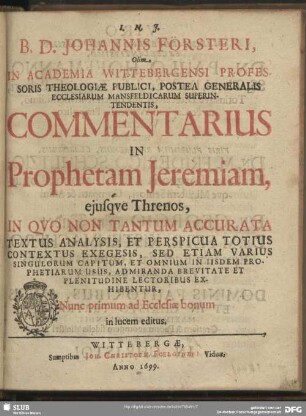 I. N. J.
B. D. JOHANNIS FÖRSTERI,
Olim
IN ACADEMIA WITTEBERGENSI PROFES-
SORIS THEOLOGIÆ PUBLICI, POSTEA GENERALIS
ECCLESIARUM MANSFELDICARUM SUPERIN-
TENDENTIS,
COMMENTARIUS
IN
Prophetam Jeremiam,
ejusqve Threnos,
IN QVO NON TANTUM ACCURATA
TEXTUS ANALYSIS, ET PERSPICUA TOTIUS
CONTEXTUS EXEGESIS, SED ETIAM VARIUS
SINGULORUM CAPITUM, ET OMNIUM IN IISDEM PRO-
PHETIARUM USUS, ADMIRANDA BREVITATE ET
PLENITUDINE LECTORIBUS EX-
HIBENTUR,
Nunc primum ad Ecclesiæ bonum
in lucem editus.
WITTEBERGÆ,
Sumptibus Viduæ,
ANNO 1699.